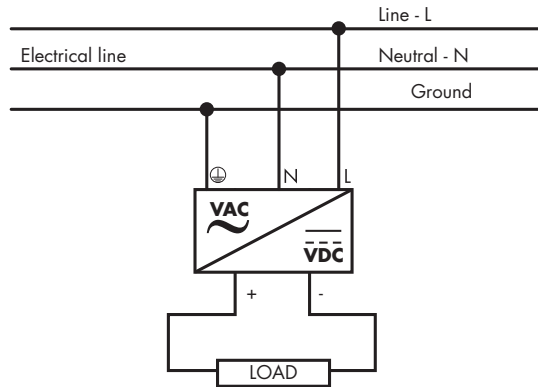 Line - L
Electrical line
Neutral - N
Ground
N
L
VAC
VDC
+
-
LOAD